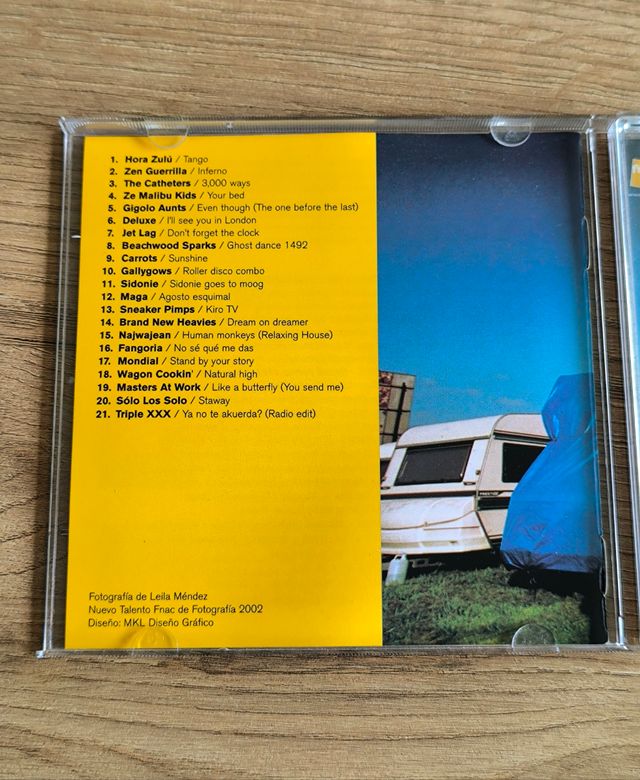 1. Hora Zulú / Tango
2. Zen Guerrilla / Inferno
3. The Catheters / 3,000 ways
4. Ze Malibu Kids / Your bed
5. Gigolo Aunts / Even though (The one before the last)
6. Deluxe / I'll see you in London
7. Jet Lag / Don't forget the clock
8. Beachwood Sparks / Ghost dance 1492
9. Carrots / Sunshine
10. Gallygows / Roller disco combo
11. Sidonie / Sidonie goes to moog
12. Maga / Agosto esquimal
13. Sneaker Pimps / Kiro TV
14. Brand New Heavies / Dream on dreamer
15. Najwajean / Human monkeys (Relaxing House)
16. Fangoria / No sé qué me das
17. Mondial / Stand by your story
18. Wagon Cookin' / Natural high
19. Masters At Work / Like a butterfly (You send me)
20. Sólo Los Solo / Staway
21. Triple XXX / Ya no te akuerda? (Radio edit)
Fotografía de Leila Méndez
Nuevo Talento Fnac de Fotografía 2002
Diseño: MKL Diseño Gráfico